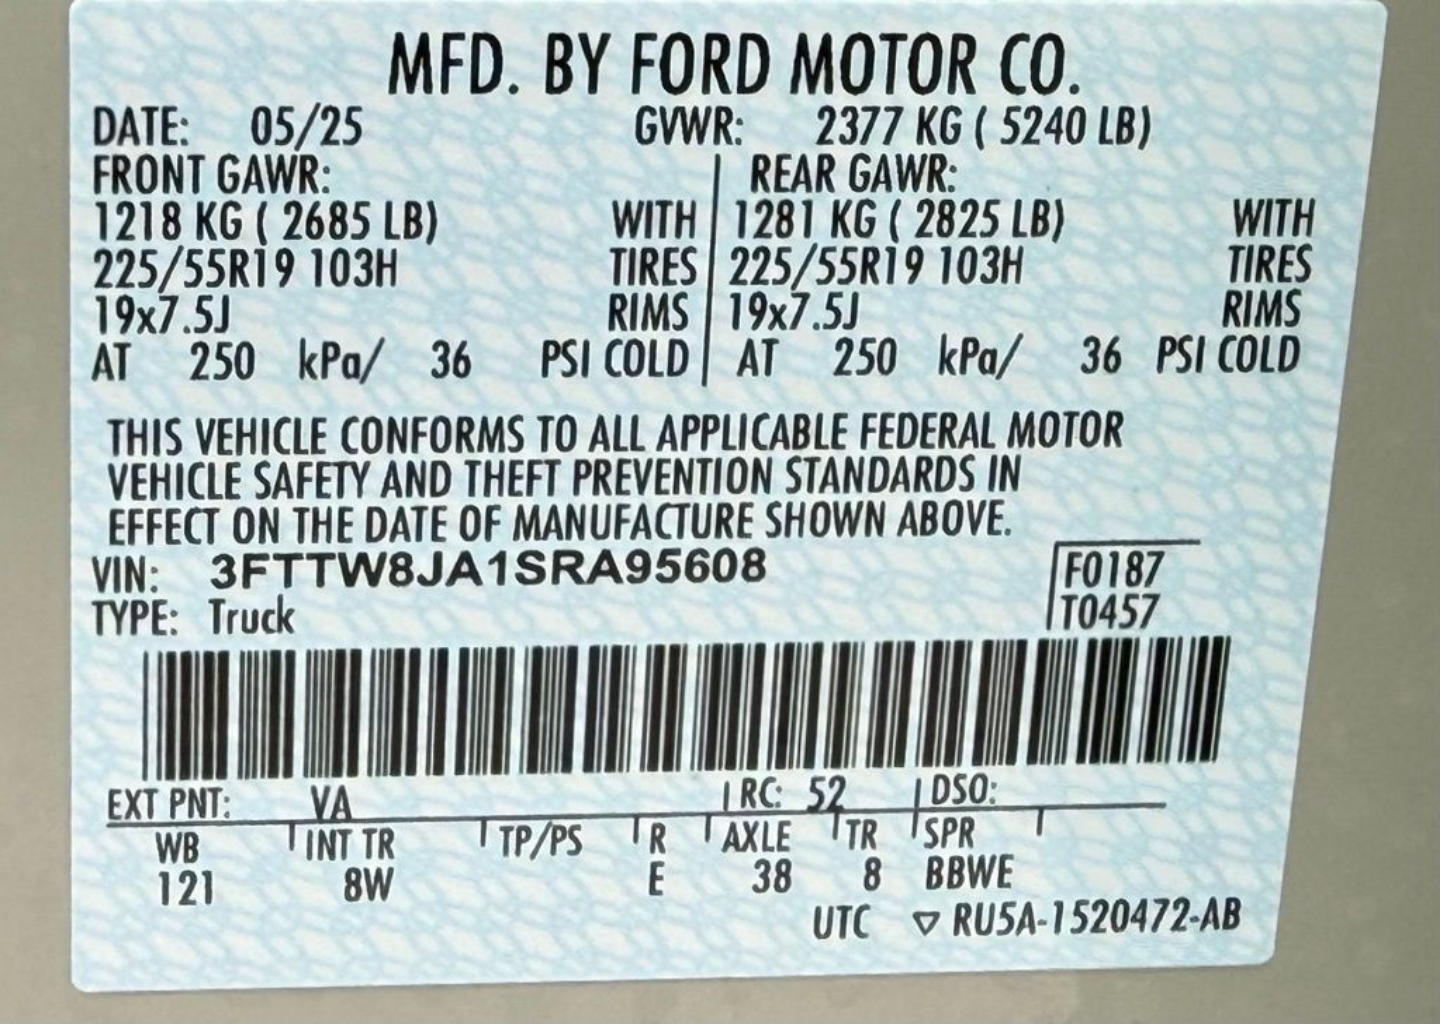 MFD. BY FORD MOTOR CO.
DATE: 05/25 GVWR: 2377 KG ( 5240 LB)
FRONT GAWR: REAR GAWR:
1218 KG ( 2685 LB) WITH 1281 KG ( 2825 LB) WITH
225/55R19 103H TIRES 225/55R19 103H TIRES
19x7.5J RIMS 19x7.5J RIMS
AT 250 kPa/ 36 PSI COLD AT 250 kPa/ 36 PSI COLD
THIS VEHICLE CONFORMS TO ALL APPLICABLE FEDERAL MOTOR
VEHICLE SAFETY AND THEFT PREVENTION STANDARDS IN
EFFECT ON THE DATE OF MANUFACTURE SHOWN ABOVE.
VIN: 3FTTW8JA1SRA95608 F0187
TYPE: Truck T0457
EXT PNT: VA RC: 52 DSO:
WB INT TR TP/PS R AXLE TR SPR
121 8W E 38 8 BBWE
UTC ▽ RU5A-1520472-AB